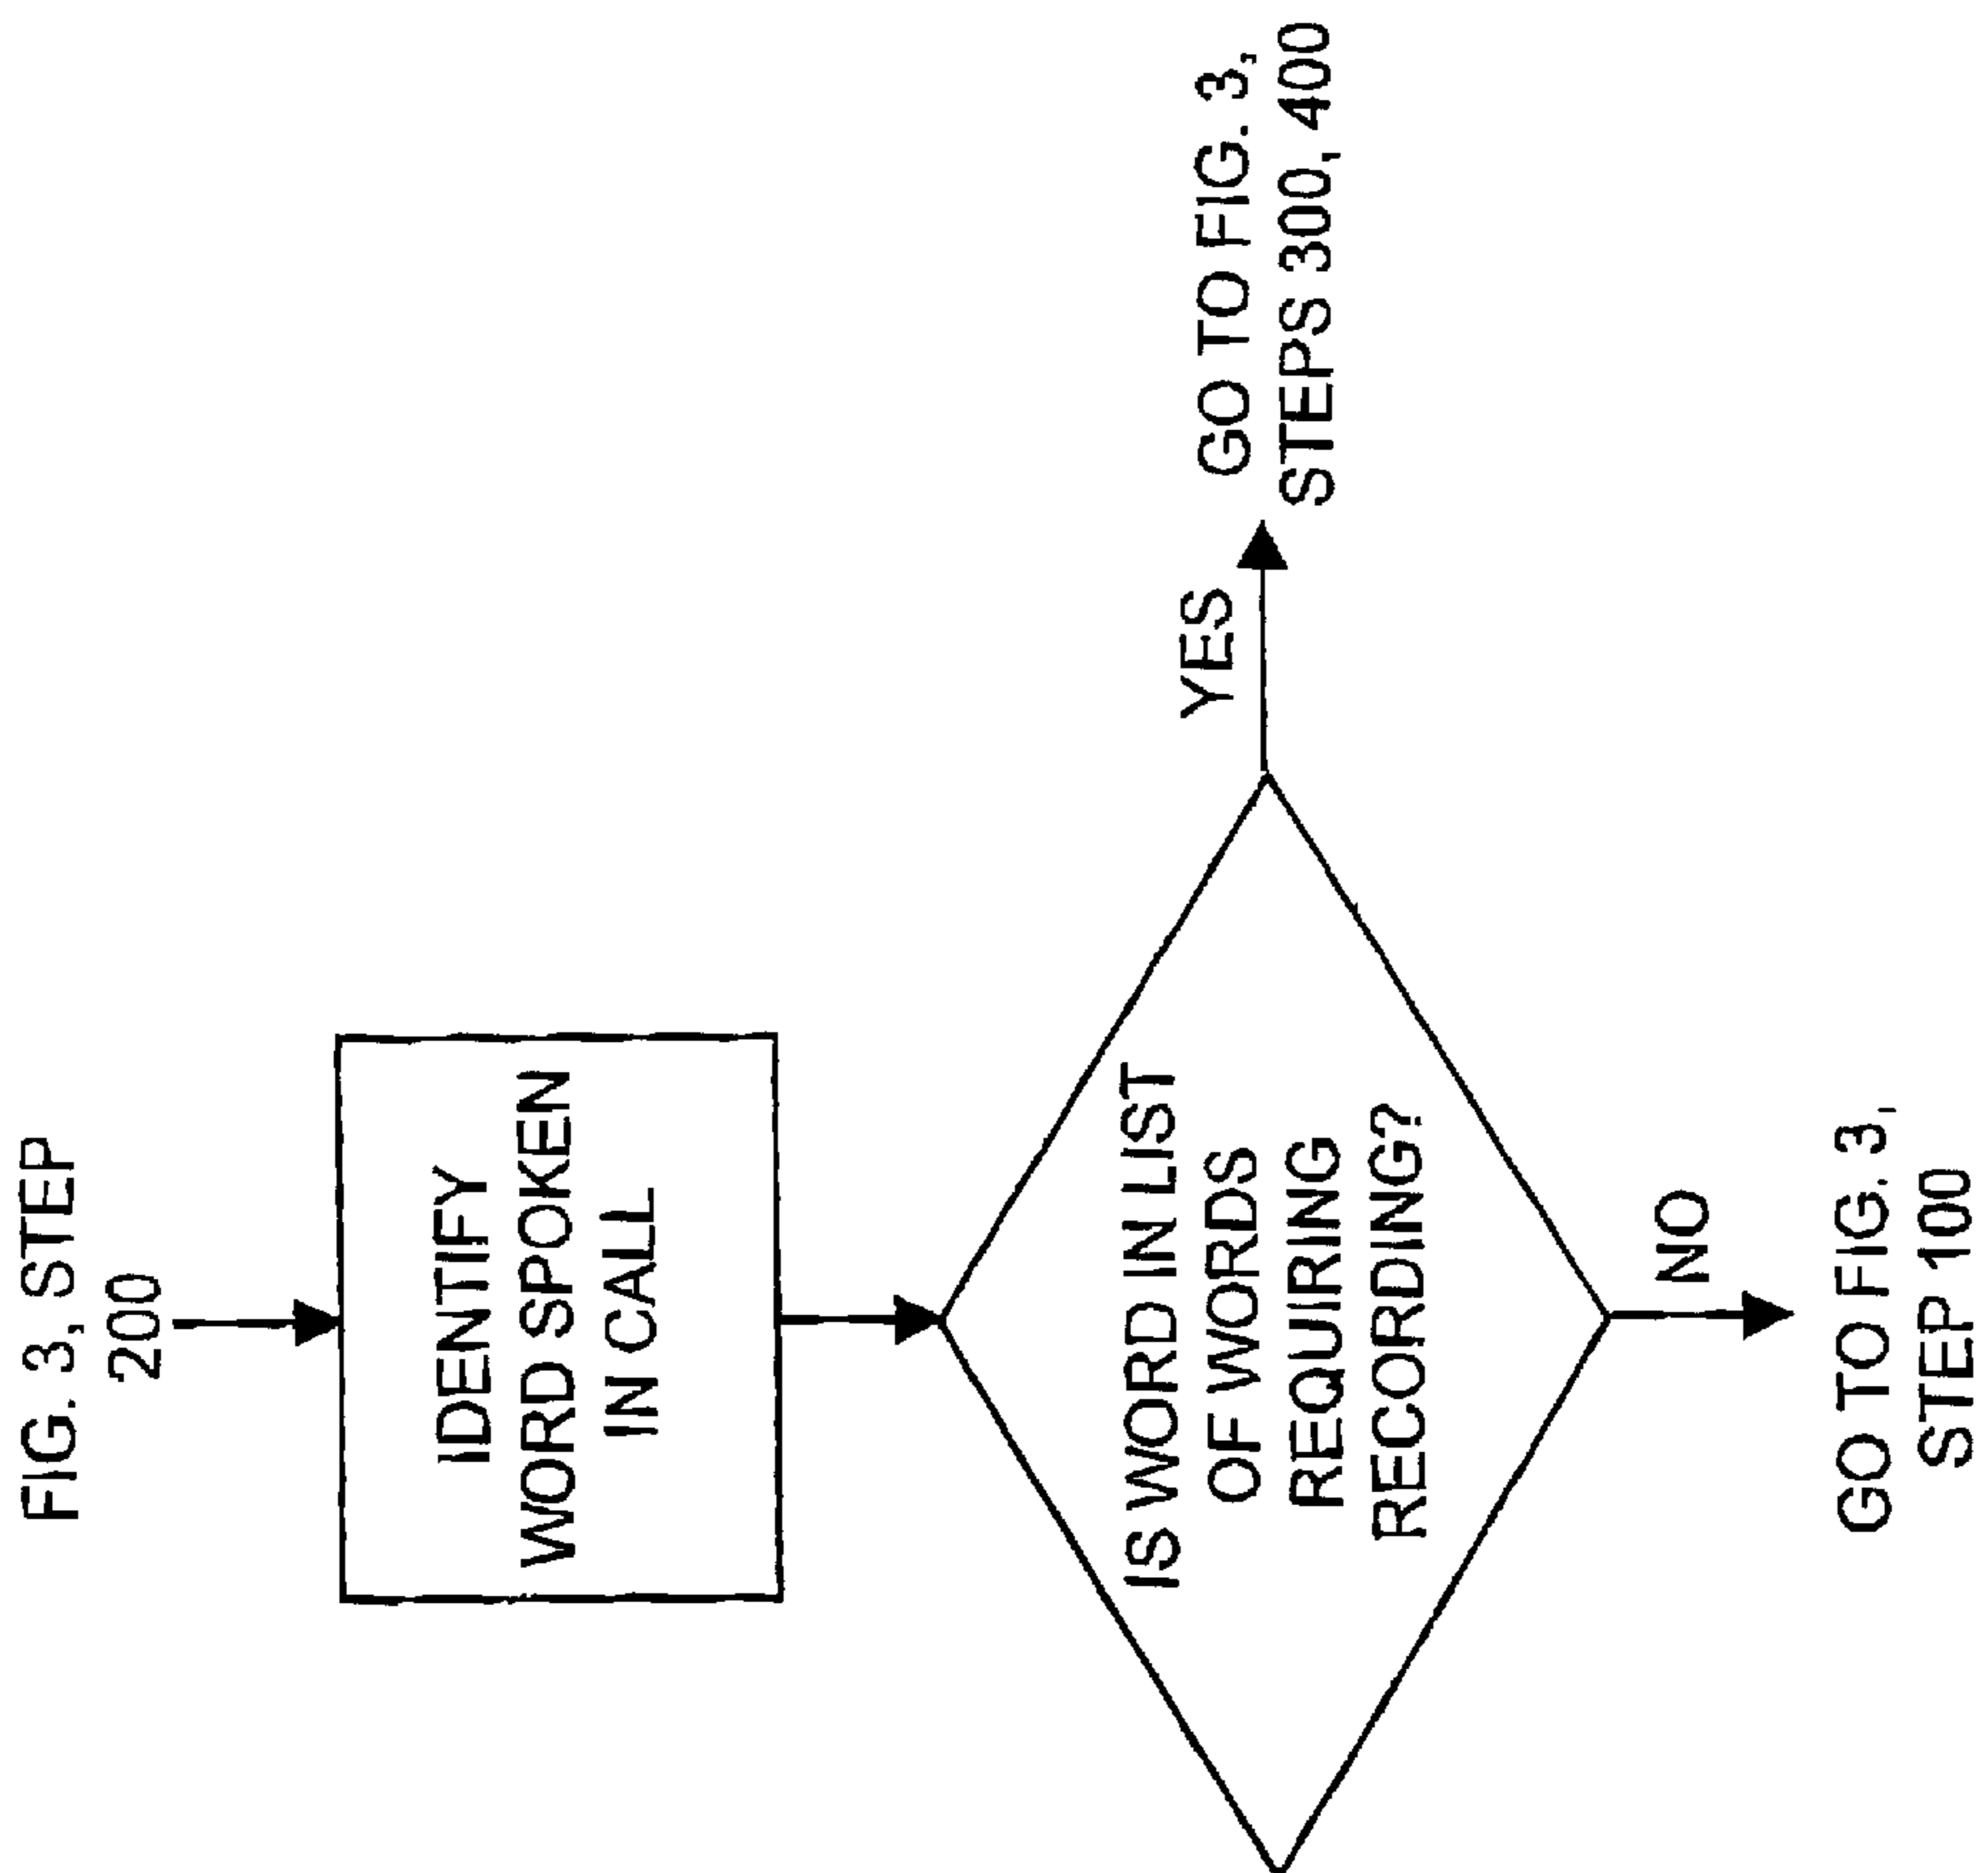 FIG. 3, STEP
200
IDENTIFY
WORD SPOKEN
IN CALL
IS WORD IN LIST
OF WORDS
REQUIRING
RECORDING?
YES
GO TO FIG. 3,
STEPS 300, 400
NO
GO TO FIG. 3,
STEP 100